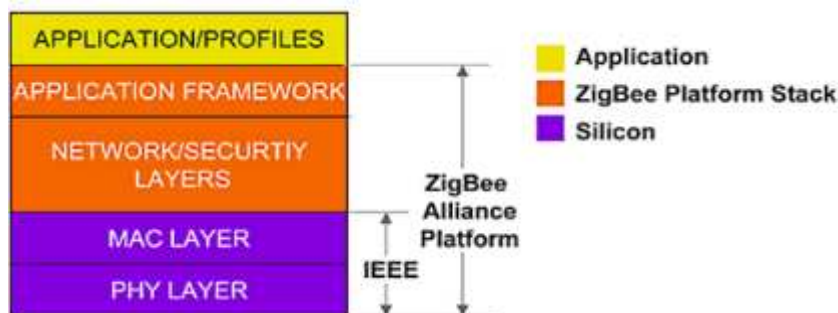 APPLICATION/PROFILES
APPLICATION FRAMEWORK
NETWORK/SECURTIY
LAYERS
MAC LAYER
PHY LAYER
IEEE
ZigBee
Alliance
Platform
Application
ZigBee Platform Stack
Silicon